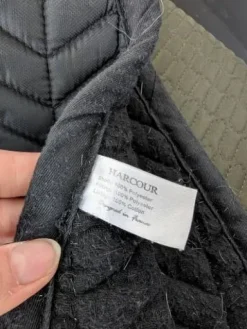 HARCOUR
100% Polyester
100% Polyester
100% Cotton
Designed in France